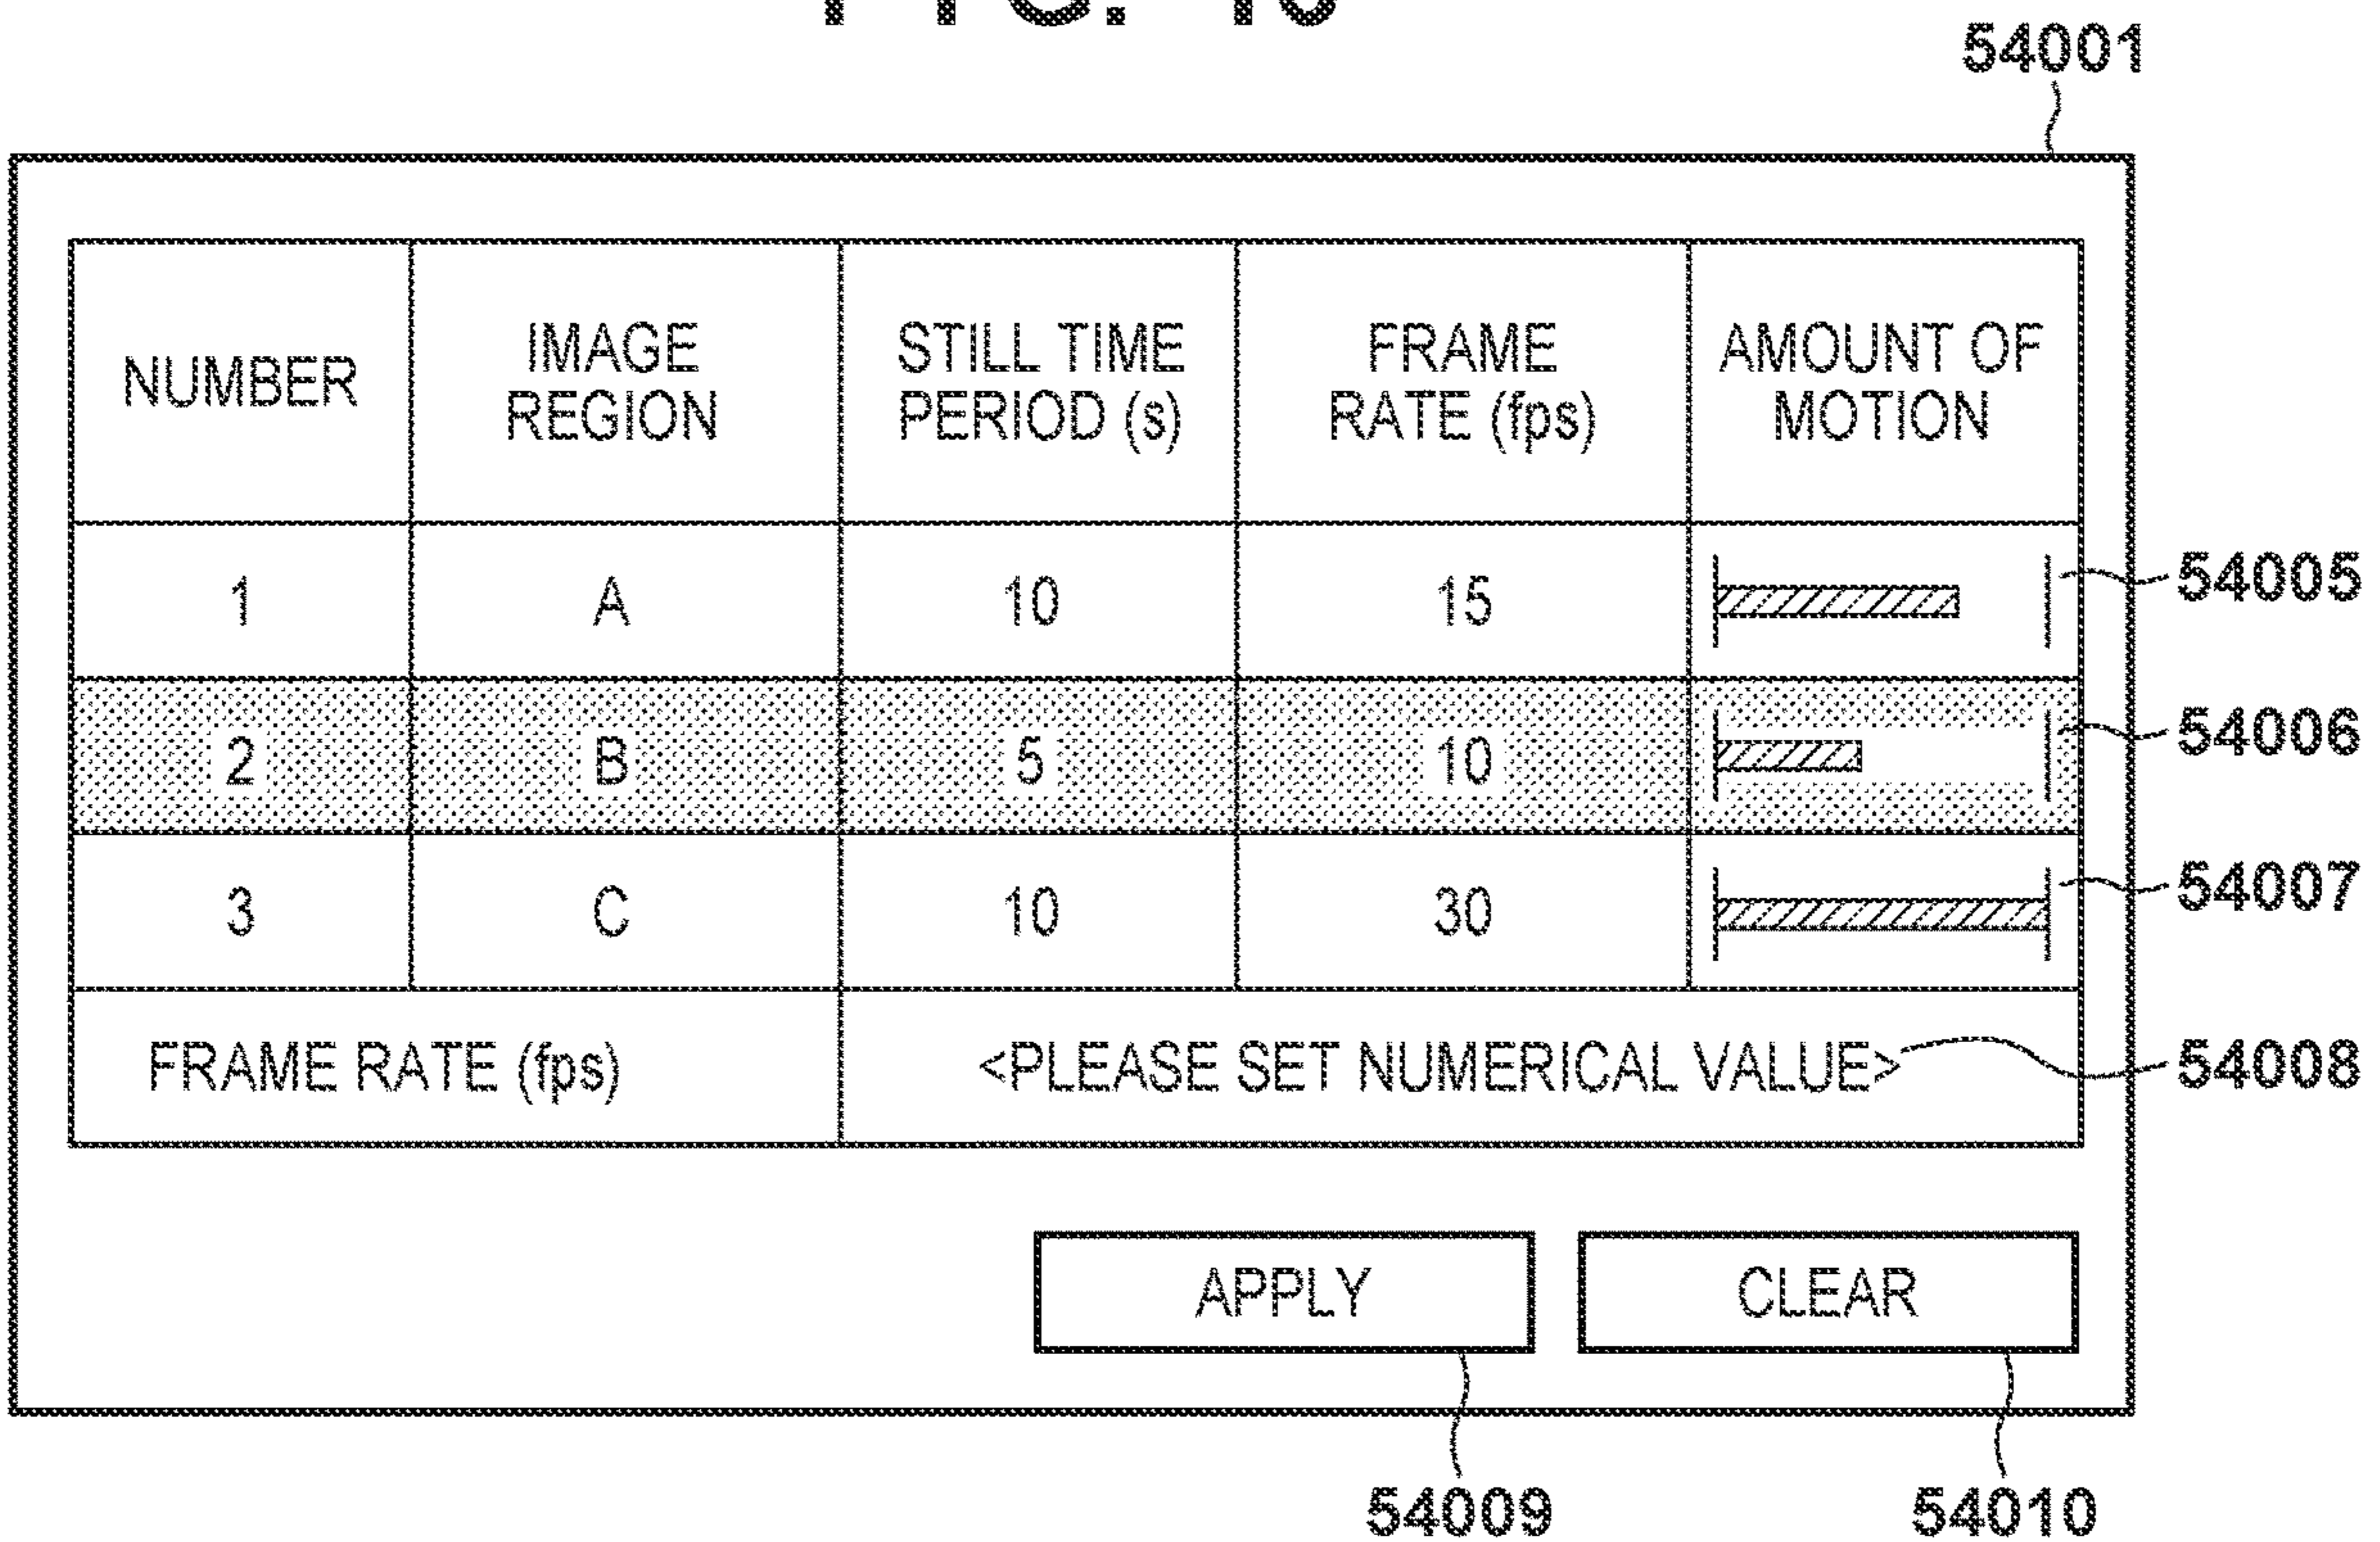 54001
NUMBER
IMAGE REGION
STILL TIME PERIOD (s)
FRAME RATE (fps)
AMOUNT OF MOTION
1 A 10 15
54005
2 B 5 10
54006
3 C 10 30
54007
FRAME RATE (fps) <PLEASE SET NUMERICAL VALUE>
54008
APPLY CLEAR
54009 54010